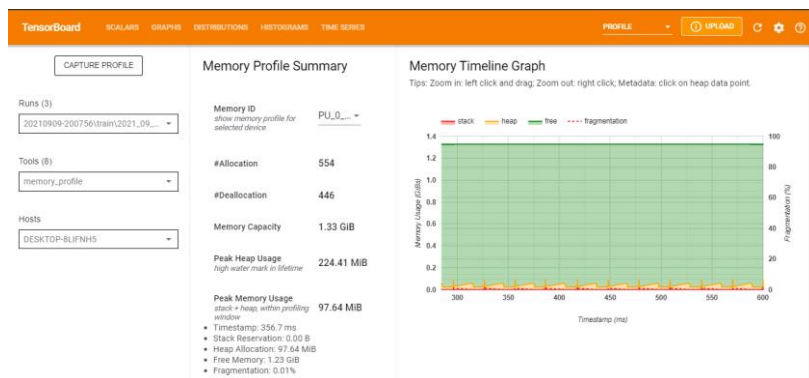 TensorBoard SCALARS GRAPHS DISTRIBUTIONS HISTOGRAMS TIME SERIES PROFILE UPLOAD
CAPTURE PROFILE
Runs (3)
20210909-200756\train\2021_09_...
Tools (8)
memory_profile
Hosts
DESKTOP-8LIFNH5
Memory Profile Summary
Memory ID
show memory profile for
selected device
PU_0_...
#Allocation 554
#Deallocation 446
Memory Capacity 1.33 GiB
Peak Heap Usage
high water mark in lifetime
224.41 MiB
Peak Memory Usage
stack + heap, within profiling
window
97.64 MiB
• Timestamp: 356.7 ms
• Stack Reservation: 0.00 B
• Heap Allocation: 97.64 MiB
• Free Memory: 1.23 GiB
• Fragmentation: 0.01%
Memory Timeline Graph
Tips: Zoom in: left click and drag; Zoom out: right click; Metadata: click on heap data point.
stack heap free fragmentation
Memory Usage (GiBs)
1.4
1.2
1.0
0.8
0.6
0.4
0.2
0.0
300 350 400 450 500 550 600
Timestamp (ms)
100
80
60
40
20
0
Fragmentation (%)